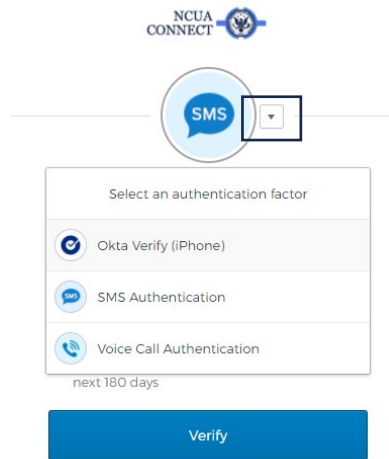 NCUA
CONNECT
SMS
Select an authentication factor
Okta Verify (iPhone)
SMS
SMS Authentication
Voice Call Authentication
next 180 days
Verify